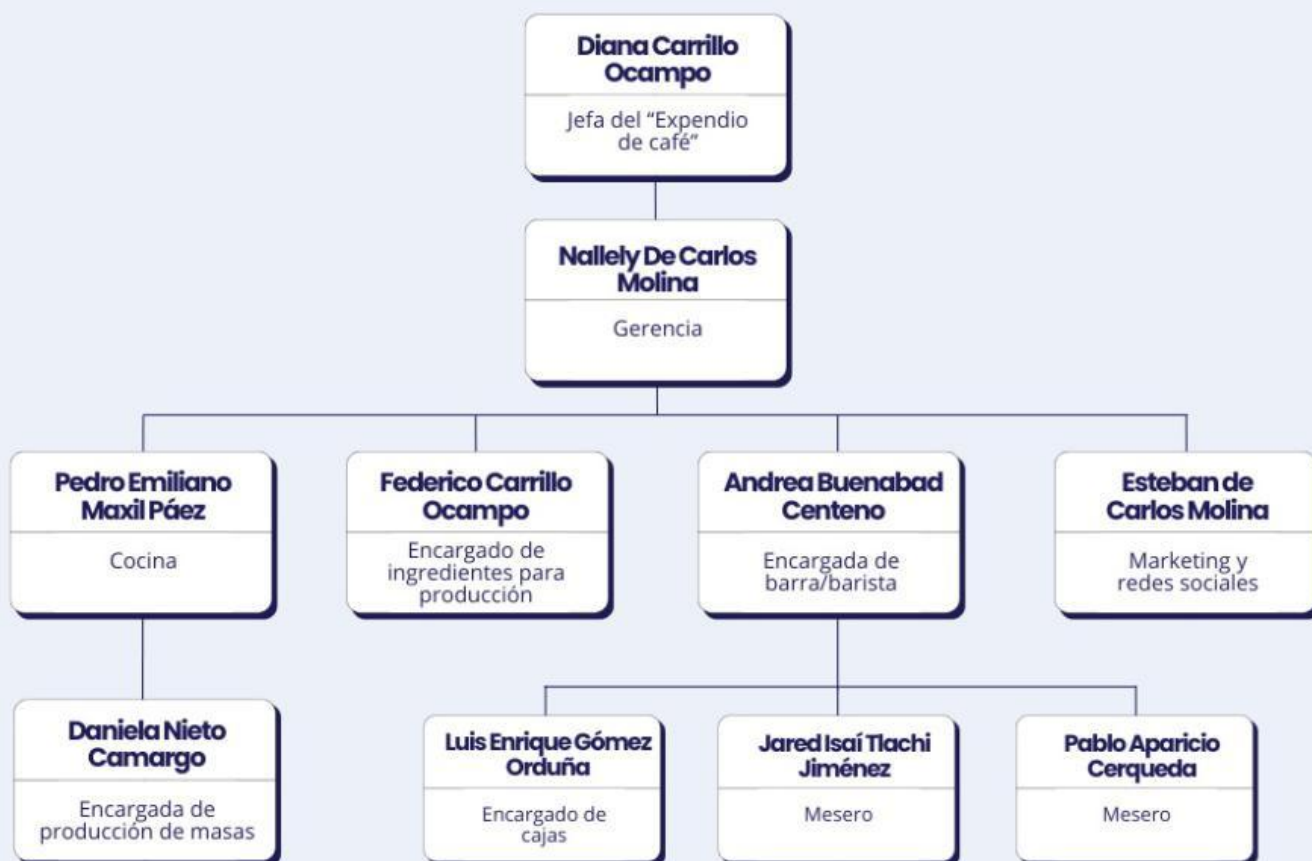 Diana Carrillo
Ocampo
Jefa del “Expendio
de café”
Nallely De Carlos
Molina
Gerencia
Pedro Emiliano
Maxil Páez
Cocina
Federico Carrillo
Ocampo
Encargado de
ingredientes para
producción
Andrea Buenabad
Centeno
Encargada de
barra/barista
Esteban de
Carlos Molina
Marketing y
redes sociales
Daniela Nieto
Camargo
Encargada de
producción de masas
Luis Enrique Gómez
Orduña
Encargado de
cajas
Jared Isaí Tlachi
Jiménez
Mesero
Pablo Aparicio
Cerqueda
Mesero